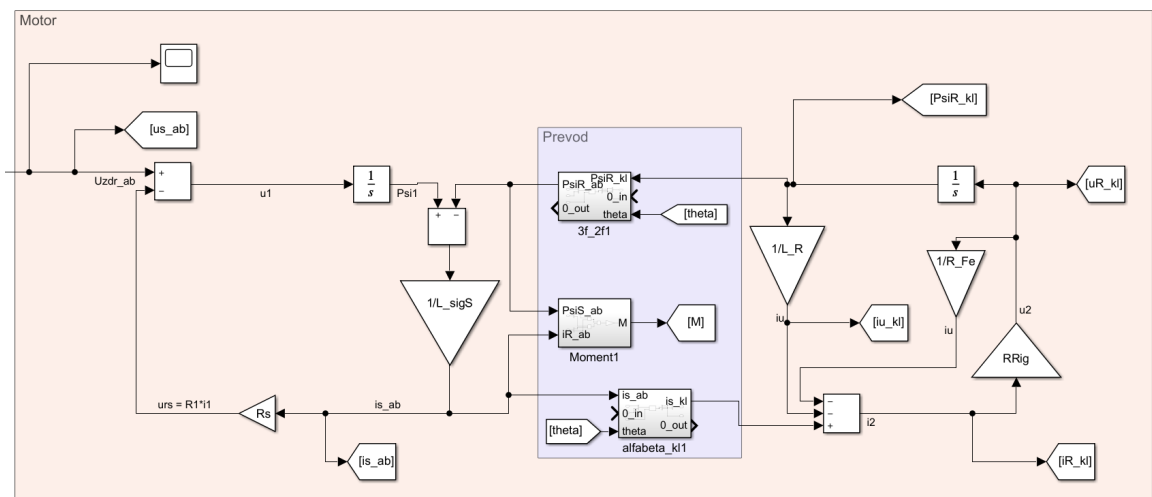 Motor
[PsiR_kl]
[us_ab]
Prevod
Uzdr_ab
+
−
u1
1
s
Psi1
+ −
PsiR_ab
PsiR_kl
0_in
0_out
theta
3f_2f1
[theta]
1
s
[uR_kl]
1/L_R
1/R_Fe
1/L_sigS
PsiS_ab
iR_ab
M
Moment1
[M]
iu
[iu_kl]
iu
u2
RRig
urs = R1*i1
Rs
is_ab
is_ab
is_kl
0_in
theta
0_out
alfabeta_kl1
[theta]
−
−
+
i2
[is_ab]
[iR_kl]